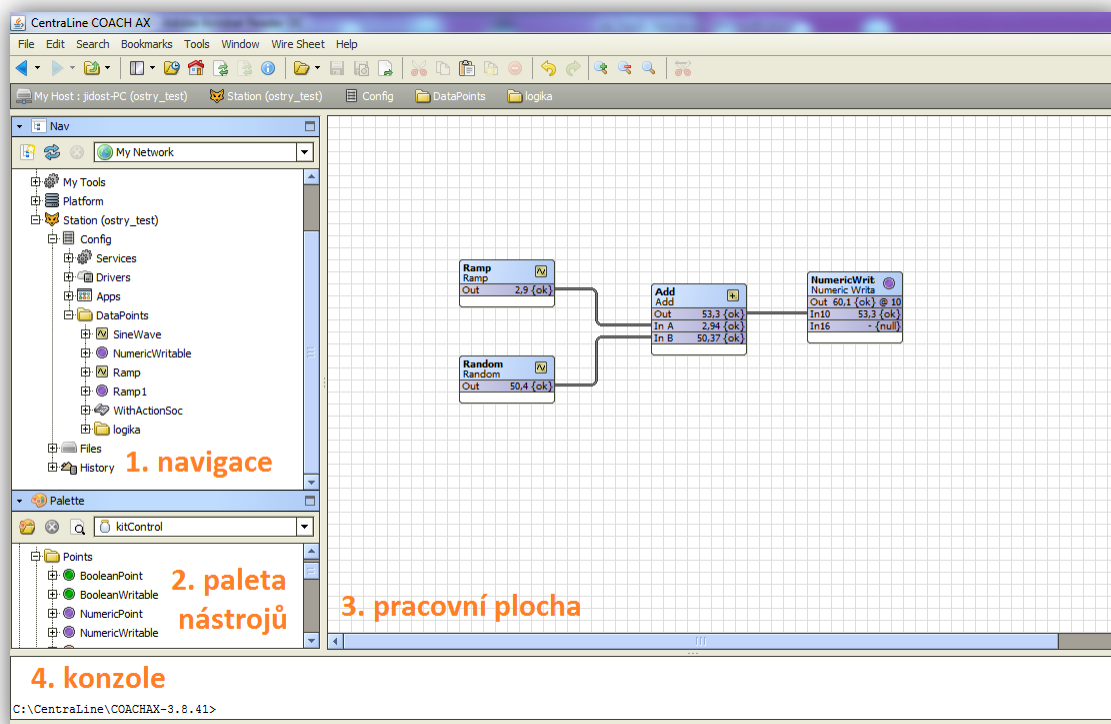 CentraLine COACH AX
File Edit Search Bookmarks Tools Window Wire Sheet Help
My Host : jidost-PC (ostry_test) Station (ostry_test) Config DataPoints logika
Nav
My Network
My Tools
Platform
Station (ostry_test)
Config
Services
Drivers
Apps
DataPoints
SineWave
NumericWritable
Ramp
Ramp1
WithActionSoc
logika
Files
History
1. navigace
Palette
kitControl
Points
BooleanPoint
BooleanWritable
NumericPoint
NumericWritable
2. paleta
nástrojů
Ramp
Ramp
Out 2,9 {ok}
Random
Random
Out 50,4 {ok}
Add
Add
Out 53,3 {ok}
In A 2,94 {ok}
In B 50,37 {ok}
NumericWrit
Numeric Writa
Out 60,1 {ok} @ 10
In10 53,3 {ok}
In16 - {null}
3. pracovní plocha
4. konzole
C:\CentraLine\COACHAX-3.8.41>